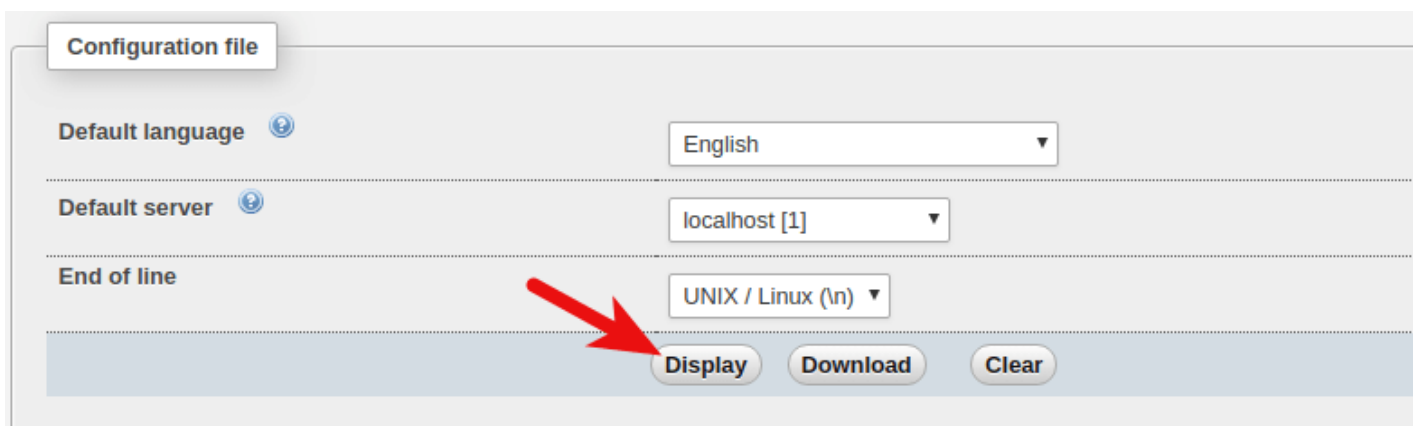 Configuration file
Default language
English
Default server
localhost [1]
End of line
UNIX / Linux (\n)
Display Download Clear